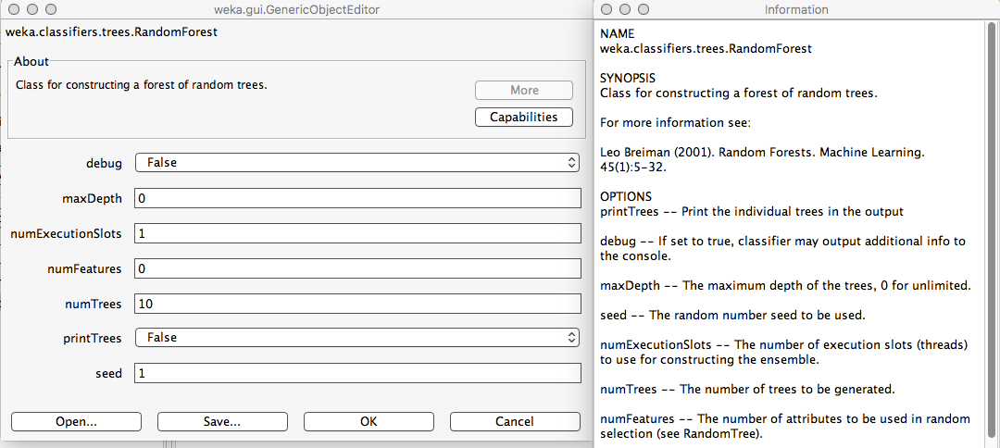 weka.gui.GenericObjectEditor
weka.classifiers.trees.RandomForest
About
Class for constructing a forest of random trees.
More
Capabilities
debug False
maxDepth 0
numExecutionSlots 1
numFeatures 0
numTrees 10
printTrees False
seed 1
Open... Save... OK Cancel
Information
NAME
weka.classifiers.trees.RandomForest
SYNOPSIS
Class for constructing a forest of random trees.
For more information see:
Leo Breiman (2001). Random Forests. Machine Learning.
45(1):5-32.
OPTIONS
printTrees -- Print the individual trees in the output
debug -- If set to true, classifier may output additional info to
the console.
maxDepth -- The maximum depth of the trees, 0 for unlimited.
seed -- The random number seed to be used.
numExecutionSlots -- The number of execution slots (threads)
to use for constructing the ensemble.
numTrees -- The number of trees to be generated.
numFeatures -- The number of attributes to be used in random
selection (see RandomTree).